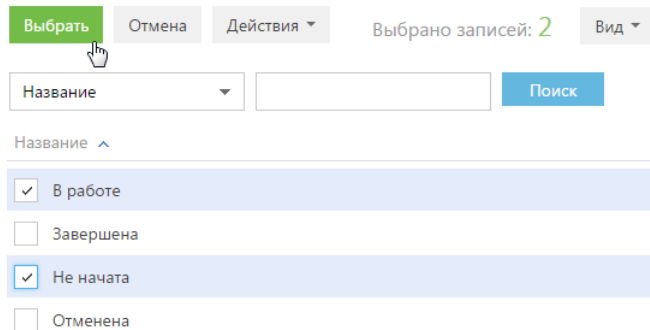 Выбрать Отмена Действия Выбрано записей: 2 Вид
Название Поиск
Название
В работе
Завершена
Не начата
Отменена